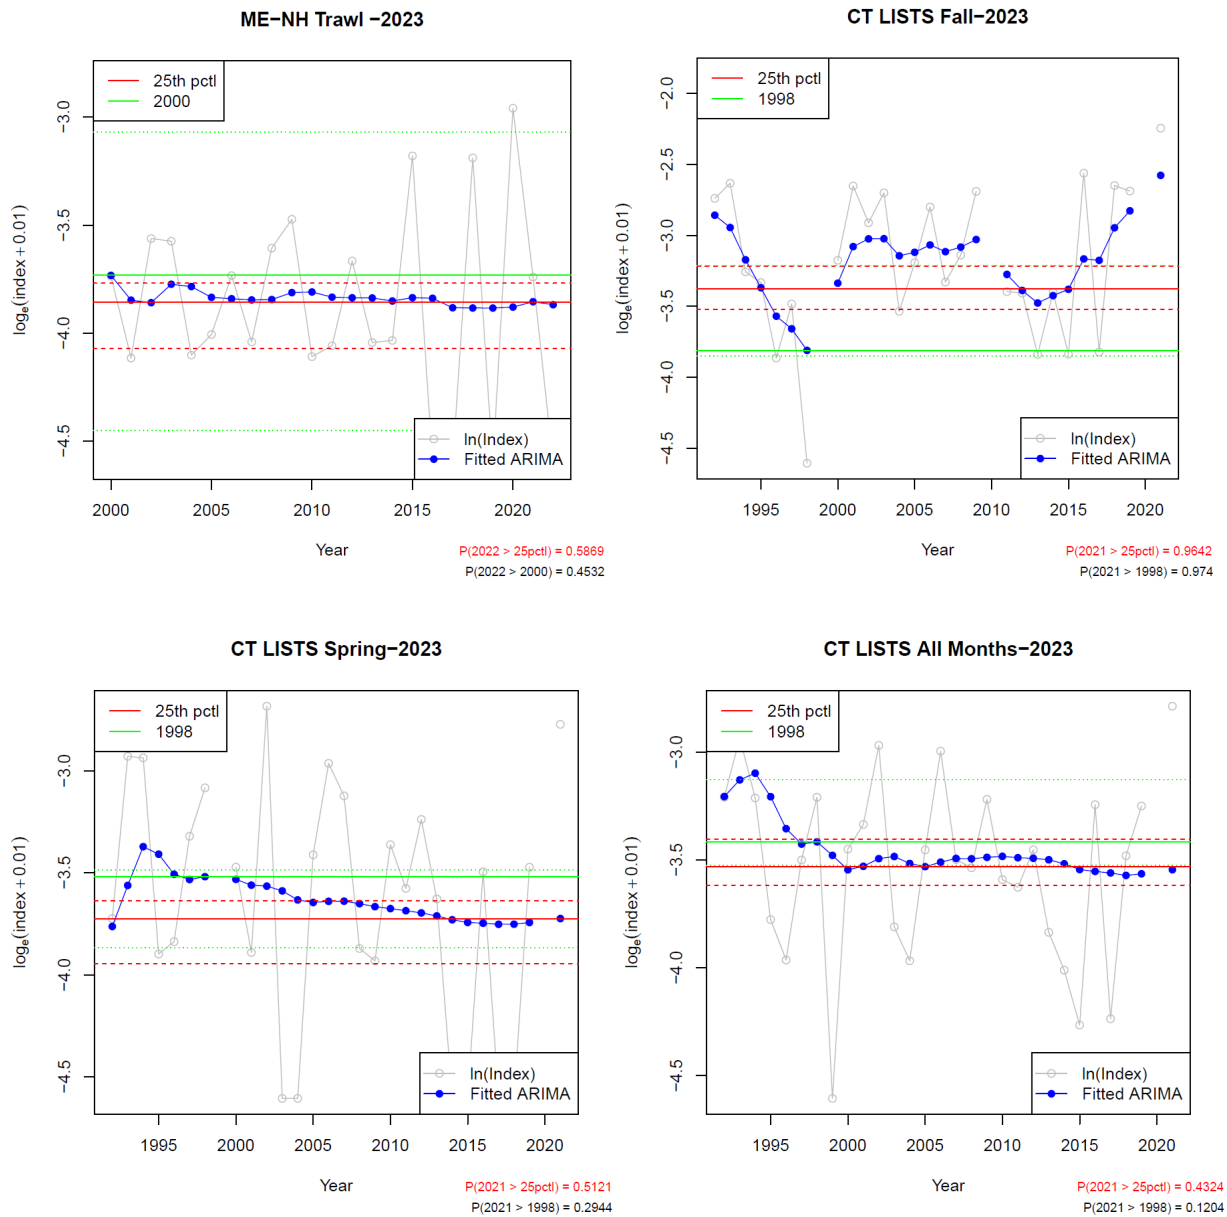 ME−NH Trawl −2023
25th pctl
2000
−3.0
−3.5
−4.0
−4.5
loge(index + 0.01)
ln(Index)
Fitted ARIMA
2000 2005 2010 2015 2020
Year
P(2022 > 25pctl) = 0.5869
P(2022 > 2000) = 0.4532
CT LISTS Fall−2023
25th pctl
1998
−2.0
−2.5
−3.0
−3.5
−4.0
−4.5
loge(index + 0.01)
ln(Index)
Fitted ARIMA
1995 2000 2005 2010 2015 2020
Year
P(2021 > 25pctl) = 0.9642
P(2021 > 1998) = 0.974
CT LISTS Spring−2023
25th pctl
1998
−3.0
−3.5
−4.0
−4.5
loge(index + 0.01)
ln(Index)
Fitted ARIMA
1995 2000 2005 2010 2015 2020
Year
P(2021 > 25pctl) = 0.5121
P(2021 > 1998) = 0.2944
CT LISTS All Months−2023
25th pctl
1998
−3.0
−3.5
−4.0
−4.5
loge(index + 0.01)
ln(Index)
Fitted ARIMA
1995 2000 2005 2010 2015 2020
Year
P(2021 > 25pctl) = 0.4324
P(2021 > 1998) = 0.1204